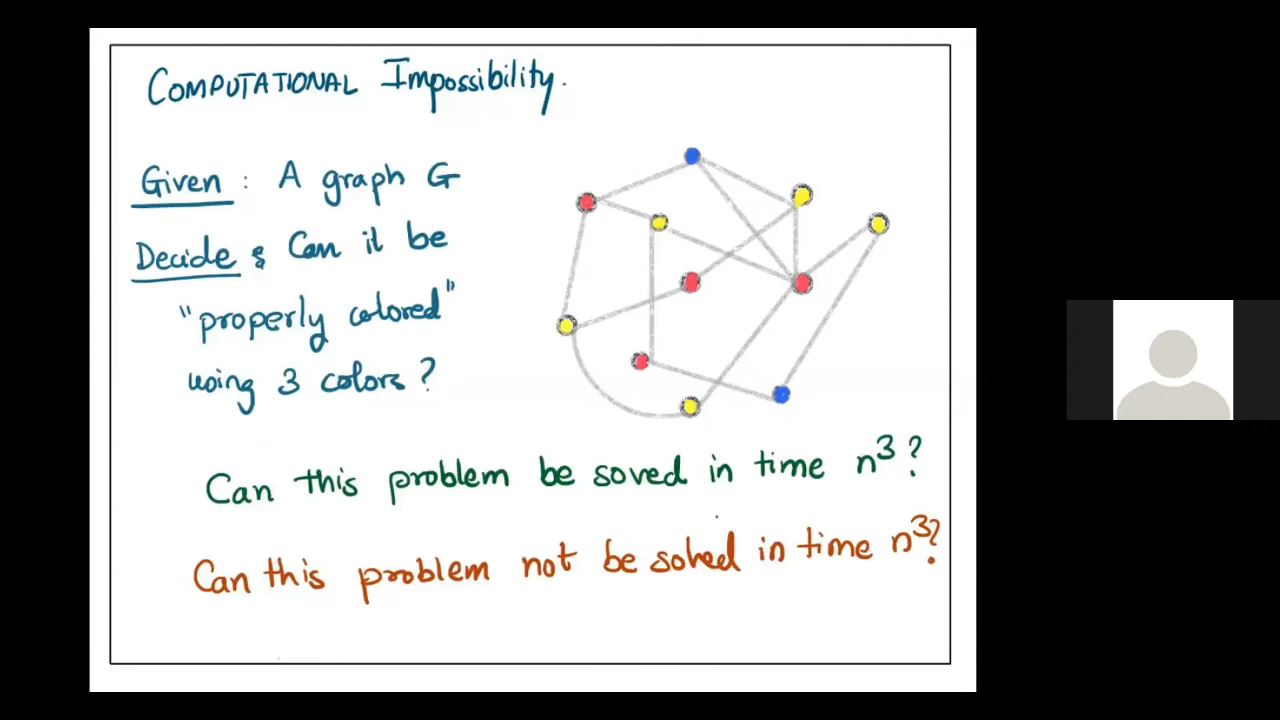 COMPUTATIONAL Impossibility.
Given : A graph G
Decide : Can it be
"properly colored"
using 3 colors ?
Can this problem be soved in time n³?
Can this problem not be solved in time n³?